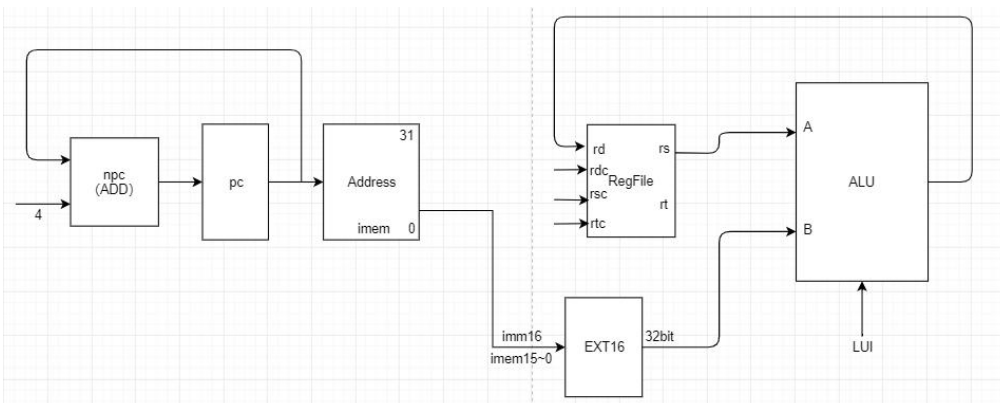 npc
(ADD)
4
pc
31
Address
imem 0
imm16
imem15~0
EXT16
32bit
rd
rs
rdc
RegFile
rsc
rt
rtc
A
ALU
B
LUI